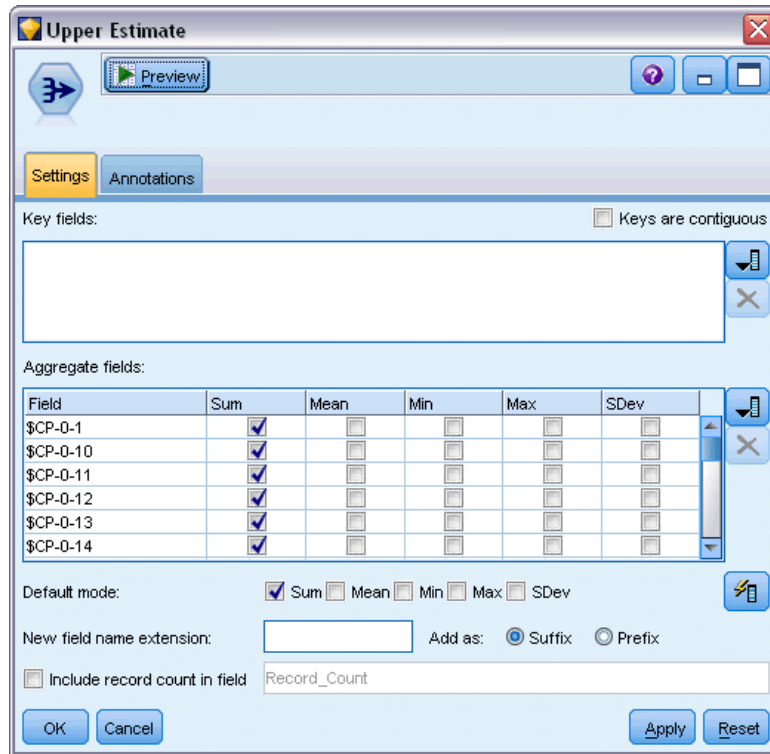 Upper Estimate
Preview
Settings Annotations
Key fields: Keys are contiguous
Aggregate fields:
Field Sum Mean Min Max SDev
$CP-0-1
$CP-0-10
$CP-0-11
$CP-0-12
$CP-0-13
$CP-0-14
Default mode: Sum Mean Min Max SDev
New field name extension: Add as: Suffix Prefix
Include record count in field Record_Count
OK Cancel Apply Reset